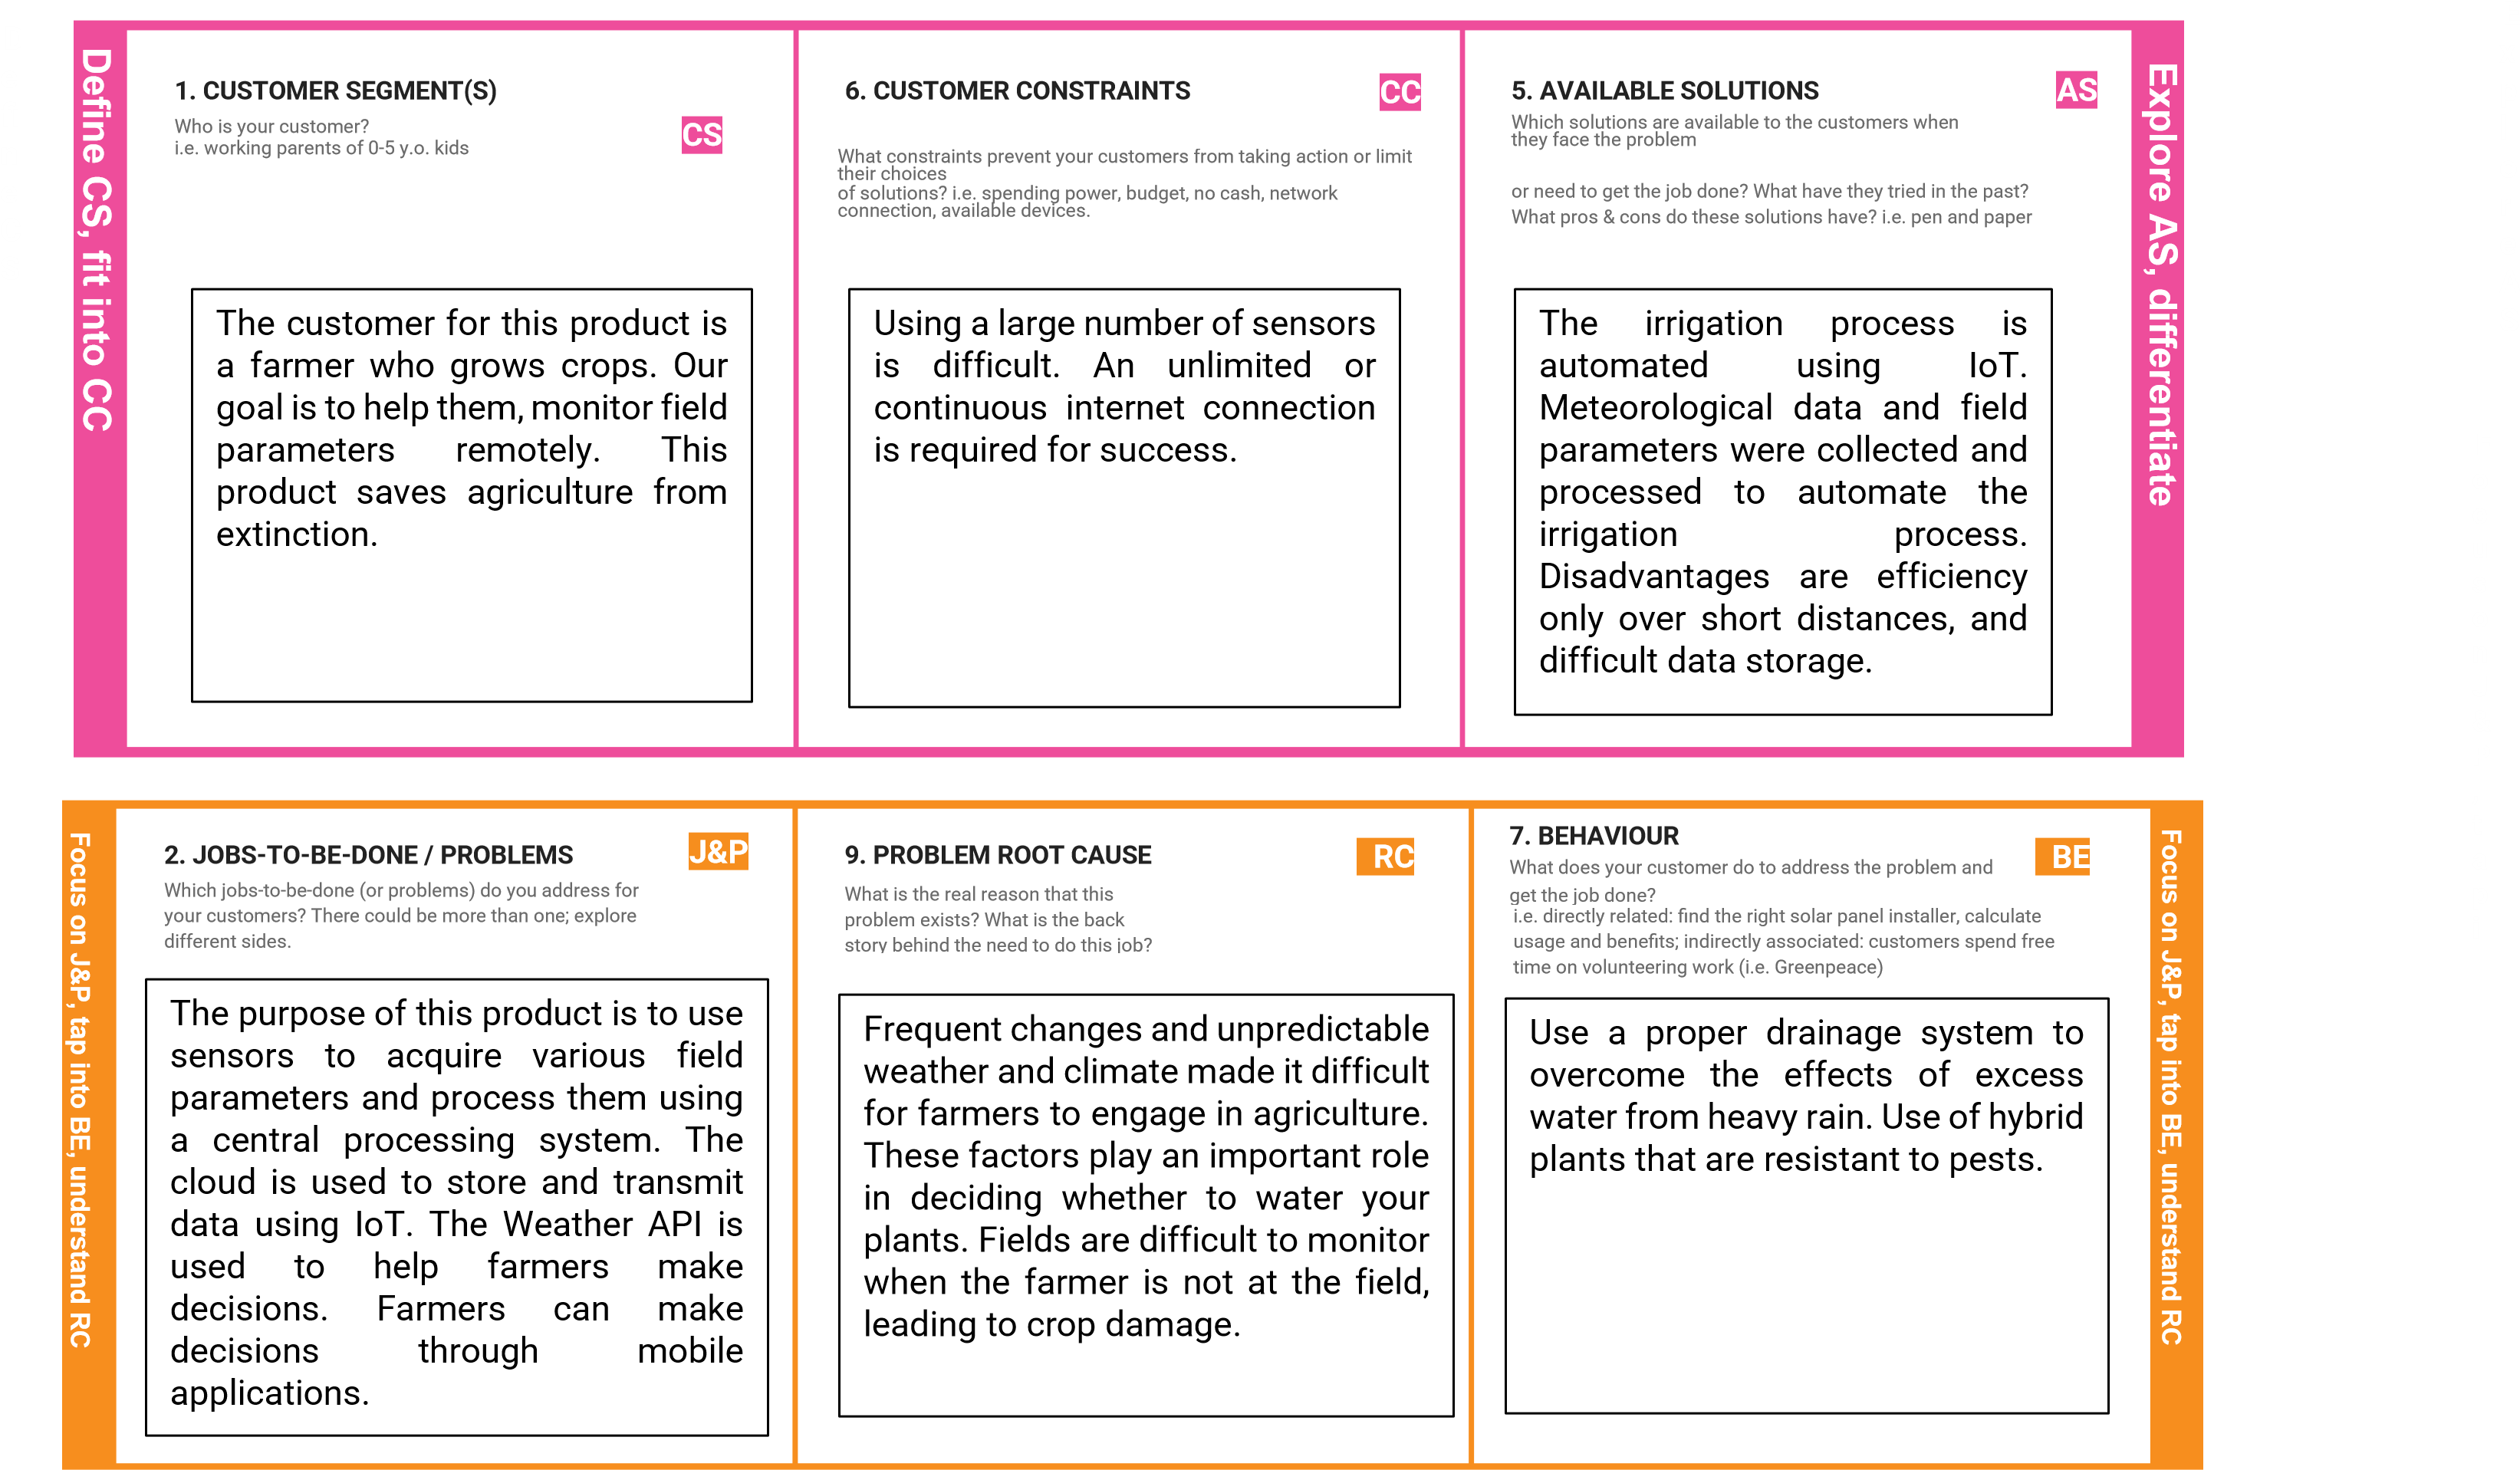 Define CS, fit into CC
1. CUSTOMER SEGMENT(S)
CS
Who is your customer?
i.e. working parents of 0-5 y.o. kids
The customer for this product is
a farmer who grows crops. Our
goal is to help them, monitor field
parameters remotely. This
product saves agriculture from
extinction.
6. CUSTOMER CONSTRAINTS
CC
What constraints prevent your customers from taking action or limit
their choices
of solutions? i.e. spending power, budget, no cash, network
connection, available devices.
Using a large number of sensors
is difficult. An unlimited or
continuous internet connection
is required for success.
5. AVAILABLE SOLUTIONS
AS
Which solutions are available to the customers when
they face the problem
or need to get the job done? What have they tried in the past?
What pros & cons do these solutions have? i.e. pen and paper
The irrigation process is
automated using IoT.
Meteorological data and field
parameters were collected and
processed to automate the
irrigation process.
Disadvantages are efficiency
only over short distances, and
difficult data storage.
Explore AS, differentiate
Focus on J&P, tap into BE, understand RC
2. JOBS-TO-BE-DONE / PROBLEMS
J&P
Which jobs-to-be-done (or problems) do you address for
your customers? There could be more than one; explore
different sides.
The purpose of this product is to use
sensors to acquire various field
parameters and process them using
a central processing system. The
cloud is used to store and transmit
data using IoT. The Weather API is
used to help farmers make
decisions. Farmers can make
decisions through mobile
applications.
9. PROBLEM ROOT CAUSE
RC
What is the real reason that this
problem exists? What is the back
story behind the need to do this job?
Frequent changes and unpredictable
weather and climate made it difficult
for farmers to engage in agriculture.
These factors play an important role
in deciding whether to water your
plants. Fields are difficult to monitor
when the farmer is not at the field,
leading to crop damage.
7. BEHAVIOUR
BE
What does your customer do to address the problem and
get the job done?
i.e. directly related: find the right solar panel installer, calculate
usage and benefits; indirectly associated: customers spend free
time on volunteering work (i.e. Greenpeace)
Use a proper drainage system to
overcome the effects of excess
water from heavy rain. Use of hybrid
plants that are resistant to pests.
Focus on J&P, tap into BE, understand RC